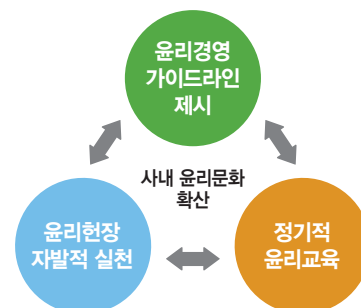 윤리경영
가이드라인
제시
사내 윤리문화
확산
윤리헌장
자발적 실천
정기적
윤리교육